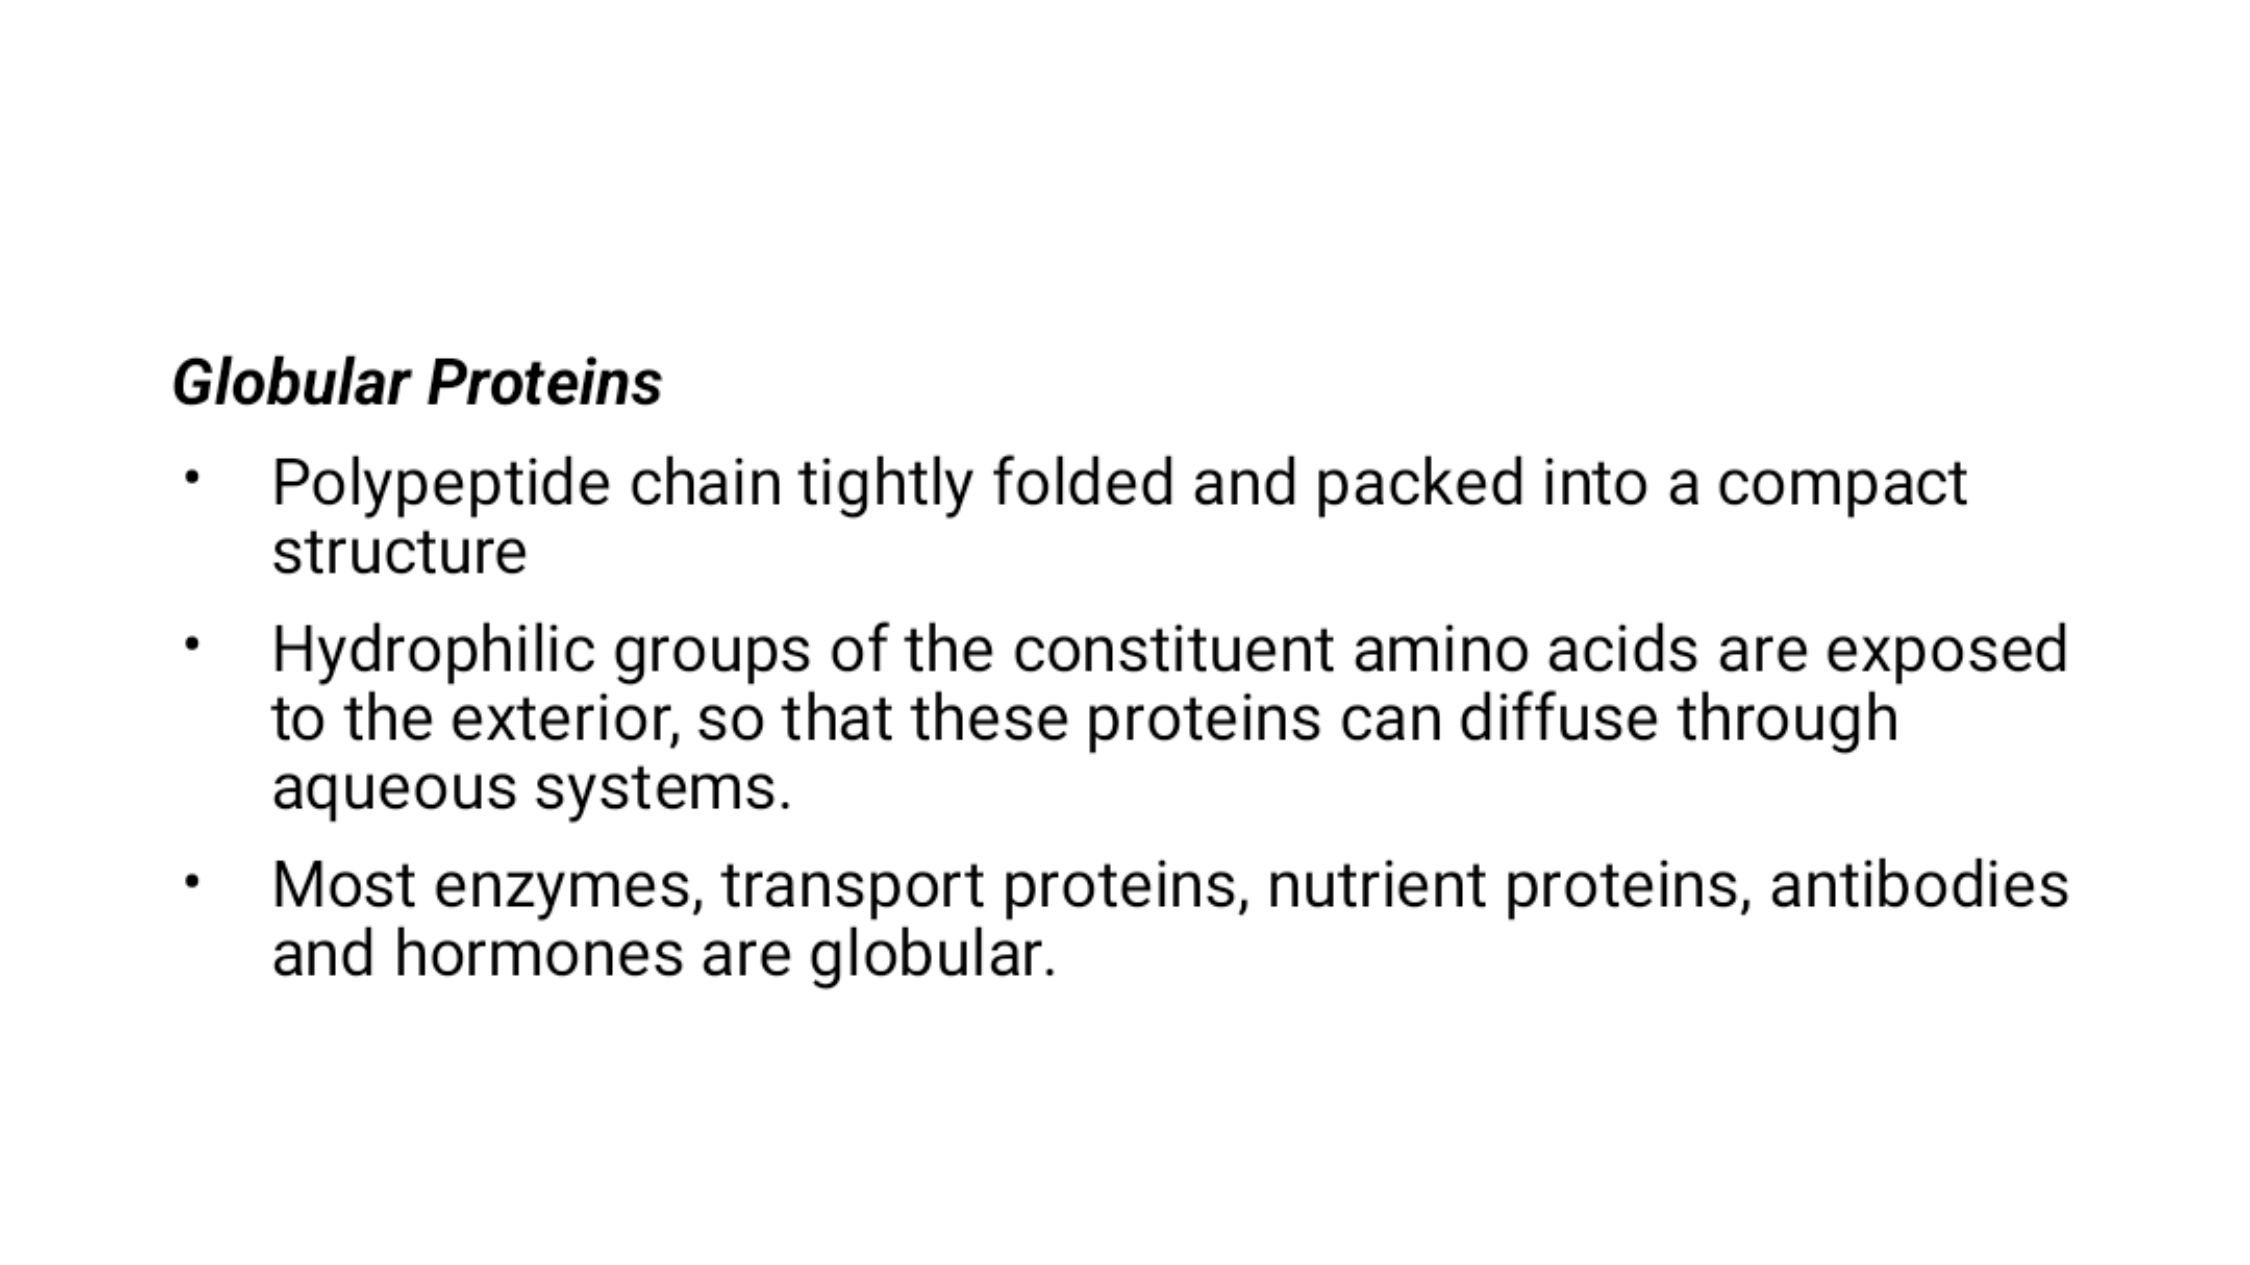 Globular Proteins
• Polypeptide chain tightly folded and packed into a compact
structure
• Hydrophilic groups of the constituent amino acids are exposed
to the exterior, so that these proteins can diffuse through
aqueous systems.
• Most enzymes, transport proteins, nutrient proteins, antibodies
and hormones are globular.